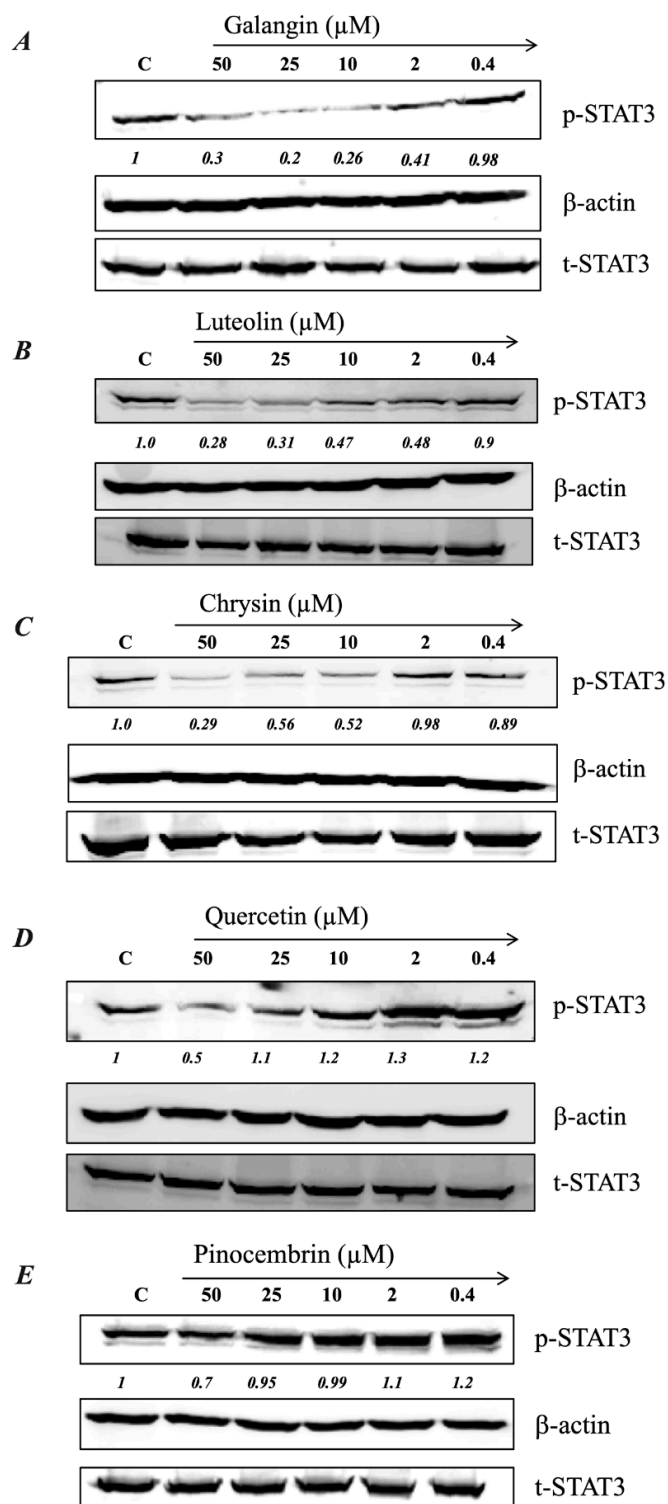 A
Galangin (µM)
C 50 25 10 2 0.4
p-STAT3
1 0.3 0.2 0.26 0.41 0.98
β-actin
t-STAT3
B
Luteolin (µM)
C 50 25 10 2 0.4
p-STAT3
1.0 0.28 0.31 0.47 0.48 0.9
β-actin
t-STAT3
C
Chrysin (µM)
C 50 25 10 2 0.4
p-STAT3
1.0 0.29 0.56 0.52 0.98 0.89
β-actin
t-STAT3
D
Quercetin (µM)
C 50 25 10 2 0.4
p-STAT3
1 0.5 1.1 1.2 1.3 1.2
β-actin
t-STAT3
E
Pinocembrin (µM)
C 50 25 10 2 0.4
p-STAT3
1 0.7 0.95 0.99 1.1 1.2
β-actin
t-STAT3